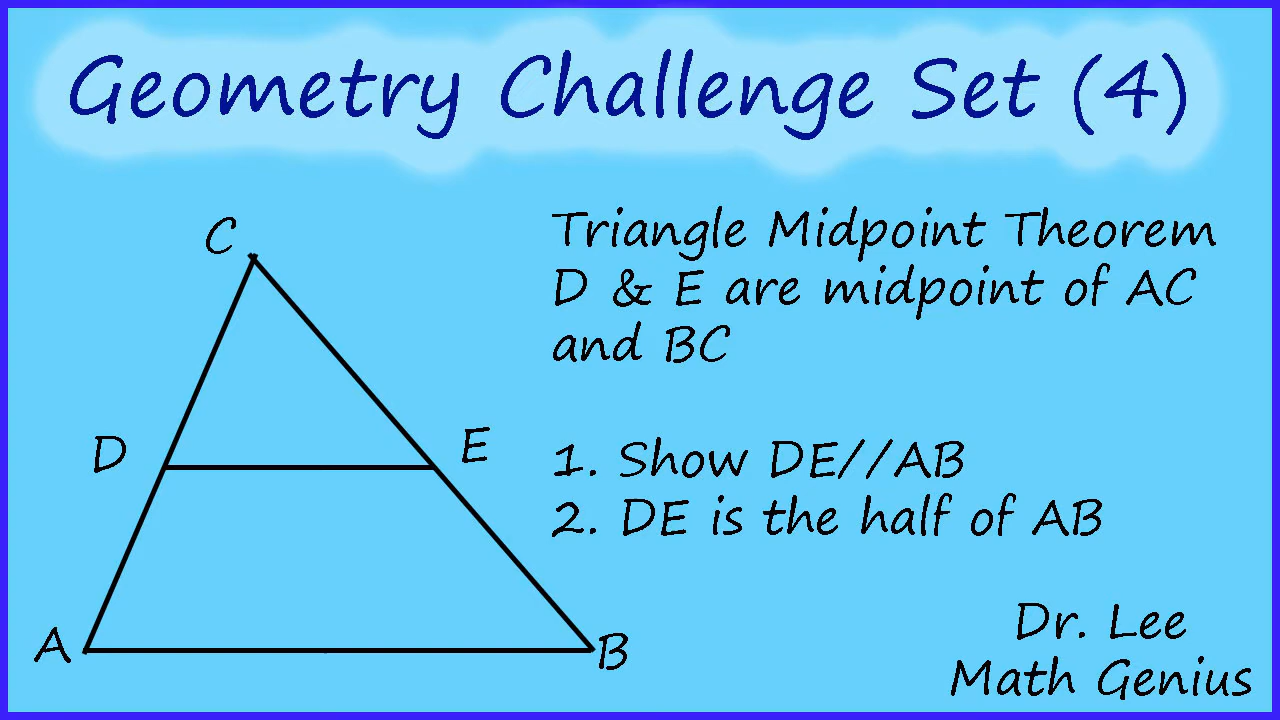 Geometry Challenge Set (4)
C
D
E
A
B
Triangle Midpoint Theorem
D & E are midpoint of AC
and BC
1. Show DE//AB
2. DE is the half of AB
Dr. Lee
Math Genius